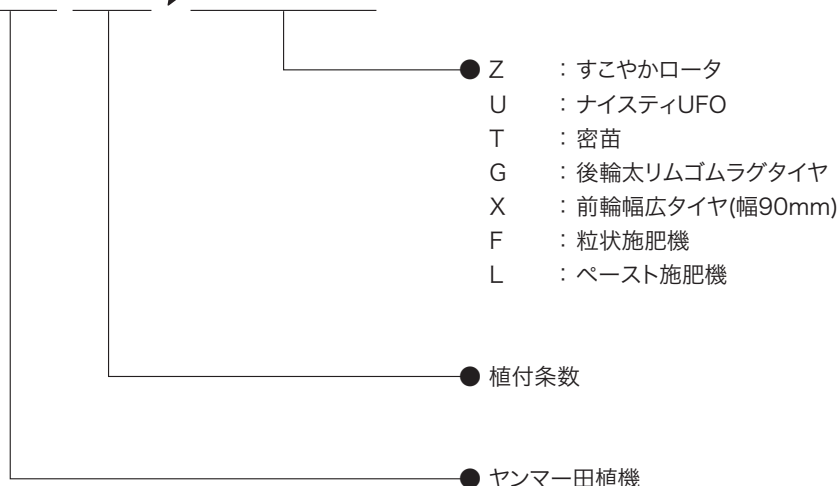 Z : すこやかロータ
U : ナイスティUFO
T : 密苗
G : 後輪太リムゴムラグタイヤ
X : 前輪幅広タイヤ(幅90mm)
F : 粒状施肥機
L : ペースト施肥機
植付条数
ヤンマー田植機